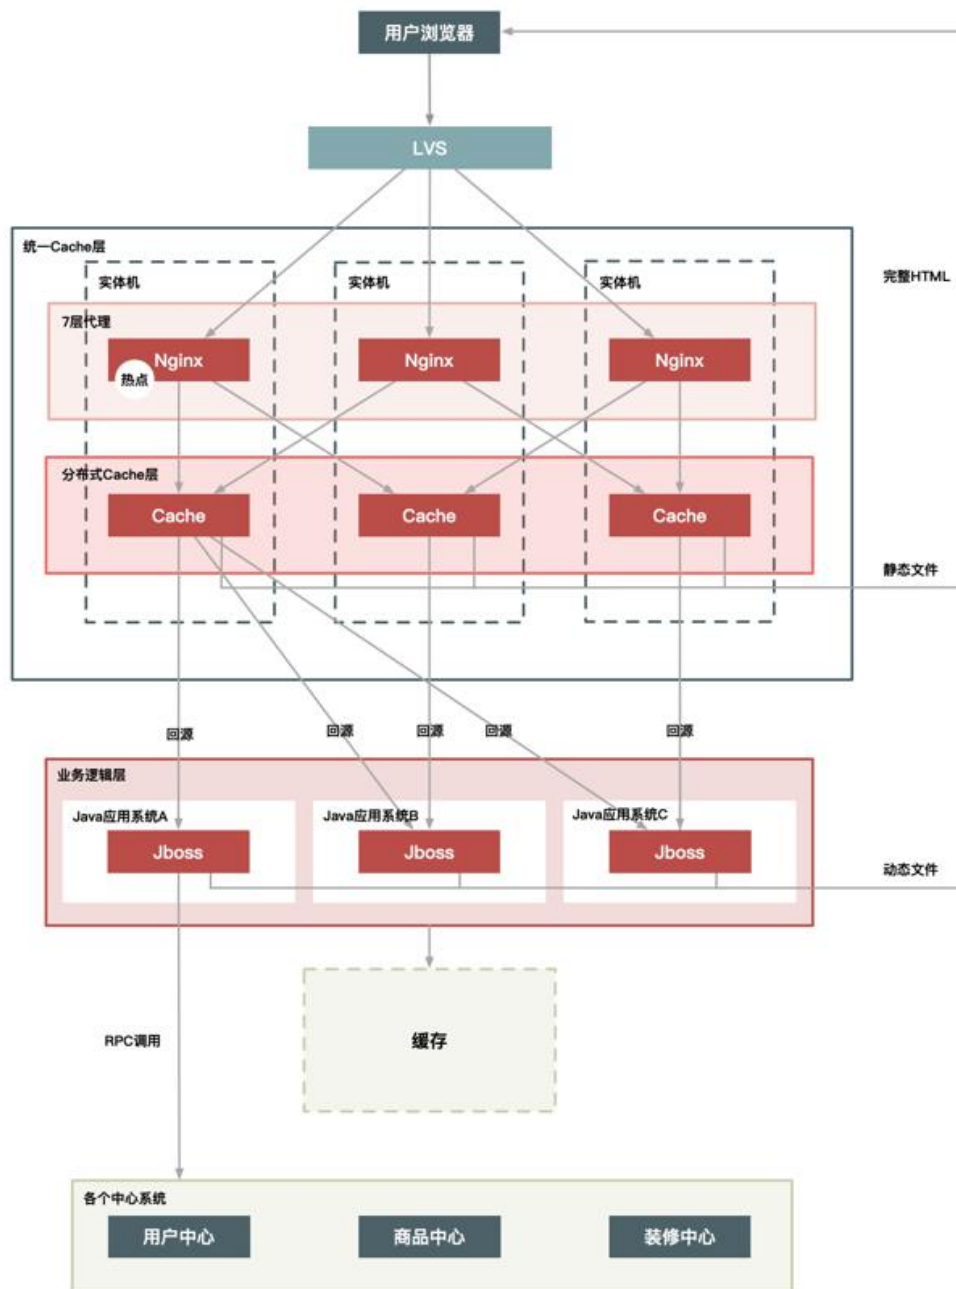 用户浏览器
LVS
统一Cache层
实体机
实体机
实体机
完整HTML
7层代理
Nginx
Nginx
Nginx
热点
分布式Cache层
Cache
Cache
Cache
静态文件
回源
回源
回源
回源
回源
业务逻辑层
Java应用系统A
Java应用系统B
Java应用系统C
Jboss
Jboss
Jboss
动态文件
RPC调用
缓存
各个中心系统
用户中心
商品中心
装修中心